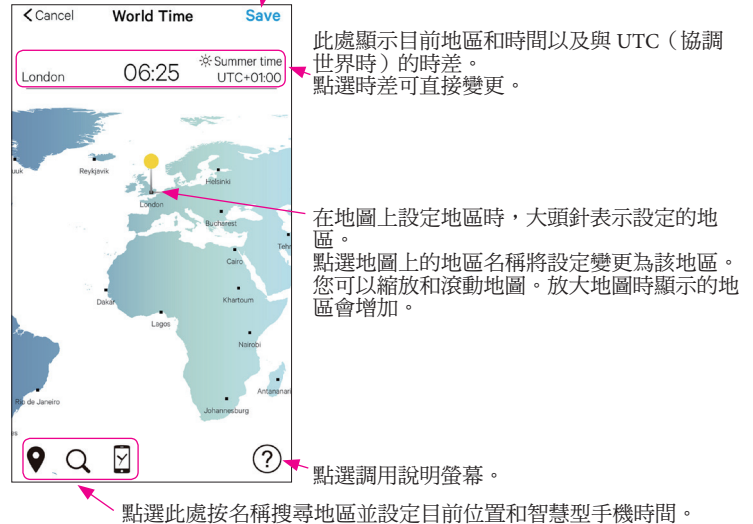 Cancel
World Time
Save
London
06:25
Summer time
UTC+01:00
此處顯示目前地區和時間以及與 UTC（協調
世界時）的時差。
點選時差可直接變更。
uuk
Reykjavik
Helsinki
London
Bucharest
在地圖上設定地區時，大頭針表示設定的地
區。
點選地圖上的地區名稱將設定變更為該地區。
您可以縮放和滾動地圖。放大地圖時顯示的地
區會增加。
Cairo
Tehr
Dakar
Khartoum
Lagos
Nairobi
Rio de Janeiro
Antananari
Johannesburg
es
?
點選調用說明螢幕。
點選此處按名稱搜尋地區並設定目前位置和智慧型手機時間。